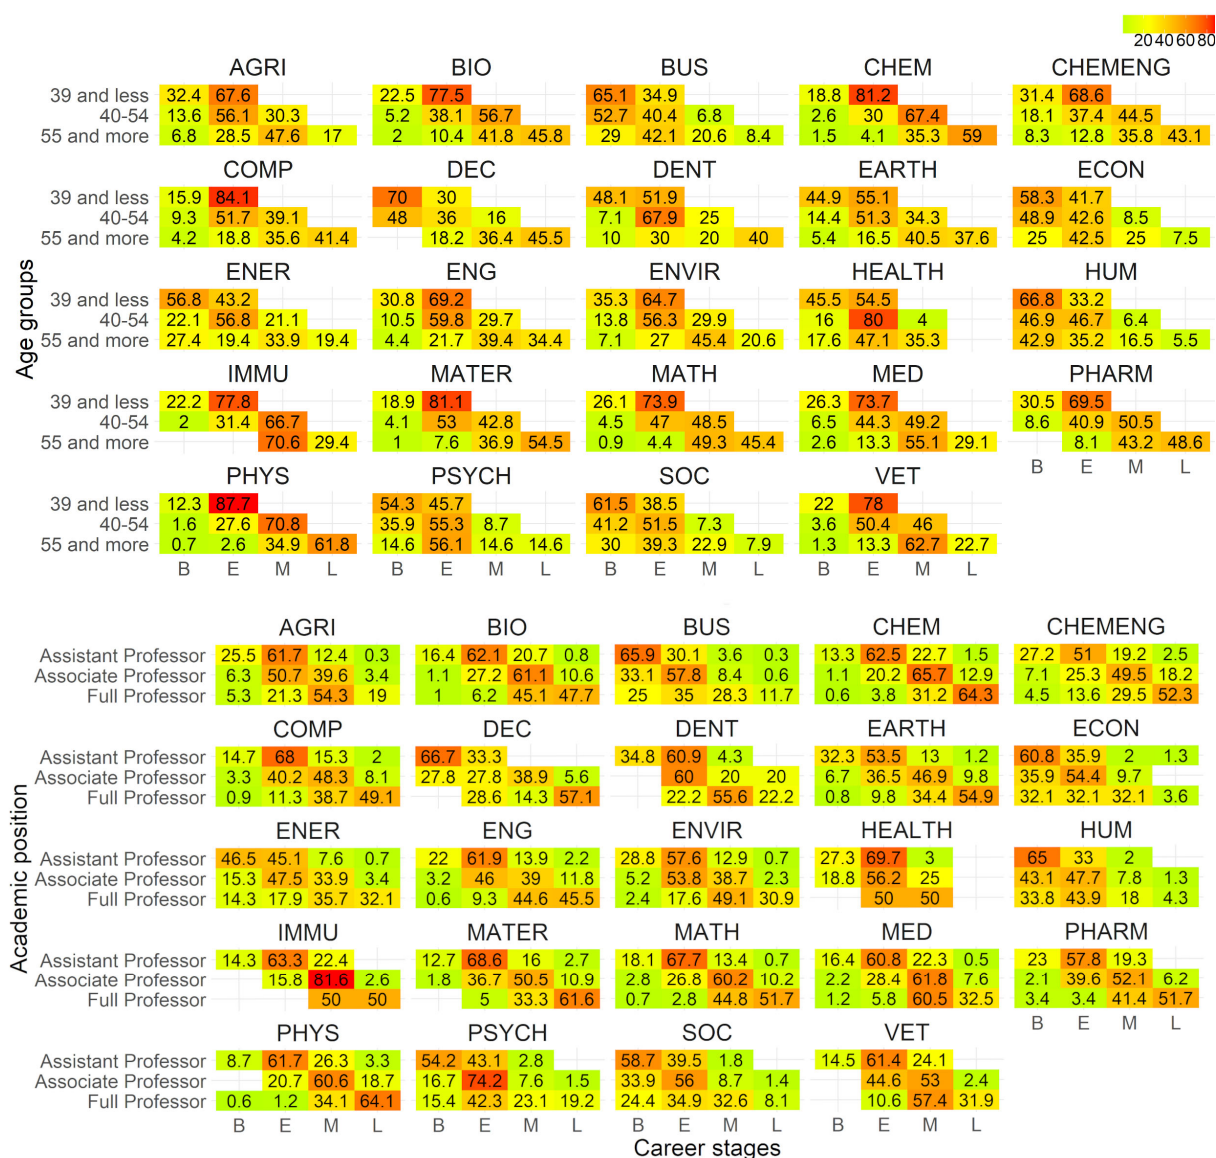 20 40 60 80
AGRI BIO BUS CHEM CHEMENG
39 and less 32.4 67.6 22.5 77.5 65.1 34.9 18.8 81.2 31.4 68.6
40-54 13.6 56.1 30.3 5.2 38.1 56.7 52.7 40.4 6.8 2.6 30 67.4 18.1 37.4 44.5
55 and more 6.8 28.5 47.6 17 2 10.4 41.8 45.8 29 42.1 20.6 8.4 1.5 4.1 35.3 59 8.3 12.8 35.8 43.1
COMP DEC DENT EARTH ECON
39 and less 15.9 84.1 70 30 48.1 51.9 44.9 55.1 58.3 41.7
40-54 9.3 51.7 39.1 48 36 16 7.1 67.9 25 14.4 51.3 34.3 48.9 42.6 8.5
55 and more 4.2 18.8 35.6 41.4 18.2 36.4 45.5 10 30 20 40 5.4 16.5 40.5 37.6 25 42.5 25 7.5
Age groups
ENER ENG ENVIR HEALTH HUM
39 and less 56.8 43.2 30.8 69.2 35.3 64.7 45.5 54.5 66.8 33.2
40-54 22.1 56.8 21.1 10.5 59.8 29.7 13.8 56.3 29.9 16 80 4 46.9 46.7 6.4
55 and more 27.4 19.4 33.9 19.4 4.4 21.7 39.4 34.4 7.1 27 45.4 20.6 17.6 47.1 35.3 42.9 35.2 16.5 5.5
IMMU MATER MATH MED PHARM
39 and less 22.2 77.8 18.9 81.1 26.1 73.9 26.3 73.7 30.5 69.5
40-54 2 31.4 66.7 4.1 53 42.8 4.5 47 48.5 6.5 44.3 49.2 8.6 40.9 50.5
55 and more 70.6 29.4 1 7.6 36.9 54.5 0.9 4.4 49.3 45.4 2.6 13.3 55.1 29.1 8.1 43.2 48.6
B E M L
PHYS PSYCH SOC VET
39 and less 12.3 87.7 54.3 45.7 61.5 38.5 22 78
40-54 1.6 27.6 70.8 35.9 55.3 8.7 41.2 51.5 7.3 3.6 50.4 46
55 and more 0.7 2.6 34.9 61.8 14.6 56.1 14.6 14.6 30 39.3 22.9 7.9 1.3 13.3 62.7 22.7
B E M L B E M L B E M L B E M L
AGRI BIO BUS CHEM CHEMENG
Assistant Professor 25.5 61.7 12.4 0.3 16.4 62.1 20.7 0.8 65.9 30.1 3.6 0.3 13.3 62.5 22.7 1.5 27.2 51 19.2 2.5
Associate Professor 6.3 50.7 39.6 3.4 1.1 27.2 61.1 10.6 33.1 57.8 8.4 0.6 1.1 20.2 65.7 12.9 7.1 25.3 49.5 18.2
Full Professor 5.3 21.3 54.3 19 1 6.2 45.1 47.7 25 35 28.3 11.7 0.6 3.8 31.2 64.3 4.5 13.6 29.5 52.3
COMP DEC DENT EARTH ECON
Assistant Professor 14.7 68 15.3 2 66.7 33.3 34.8 60.9 4.3 32.3 53.5 13 1.2 60.8 35.9 2 1.3
Associate Professor 3.3 40.2 48.3 8.1 27.8 27.8 38.9 5.6 60 20 20 6.7 36.5 46.9 9.8 35.9 54.4 9.7
Full Professor 0.9 11.3 38.7 49.1 28.6 14.3 57.1 22.2 55.6 22.2 0.8 9.8 34.4 54.9 32.1 32.1 32.1 3.6
Academic position
ENER ENG ENVIR HEALTH HUM
Assistant Professor 46.5 45.1 7.6 0.7 22 61.9 13.9 2.2 28.8 57.6 12.9 0.7 27.3 69.7 3 65 33 2
Associate Professor 15.3 47.5 33.9 3.4 3.2 46 39 11.8 5.2 53.8 38.7 2.3 18.8 56.2 25 43.1 47.7 7.8 1.3
Full Professor 14.3 17.9 35.7 32.1 0.6 9.3 44.6 45.5 2.4 17.6 49.1 30.9 50 50 33.8 43.9 18 4.3
IMMU MATER MATH MED PHARM
Assistant Professor 14.3 63.3 22.4 12.7 68.6 16 2.7 18.1 67.7 13.4 0.7 16.4 60.8 22.3 0.5 23 57.8 19.3
Associate Professor 15.8 81.6 2.6 1.8 36.7 50.5 10.9 2.8 26.8 60.2 10.2 2.2 28.4 61.8 7.6 2.1 39.6 52.1 6.2
Full Professor 50 50 5 33.3 61.6 0.7 2.8 44.8 51.7 1.2 5.8 60.5 32.5 3.4 3.4 41.4 51.7
B E M L
PHYS PSYCH SOC VET
Assistant Professor 8.7 61.7 26.3 3.3 54.2 43.1 2.8 58.7 39.5 1.8 14.5 61.4 24.1
Associate Professor 20.7 60.6 18.7 16.7 74.2 7.6 1.5 33.9 56 8.7 1.4 44.6 53 2.4
Full Professor 0.6 1.2 34.1 64.1 15.4 42.3 23.1 19.2 24.4 34.9 32.6 8.1 10.6 57.4 31.9
B E M L B E M L B E M L B E M L
Career stages